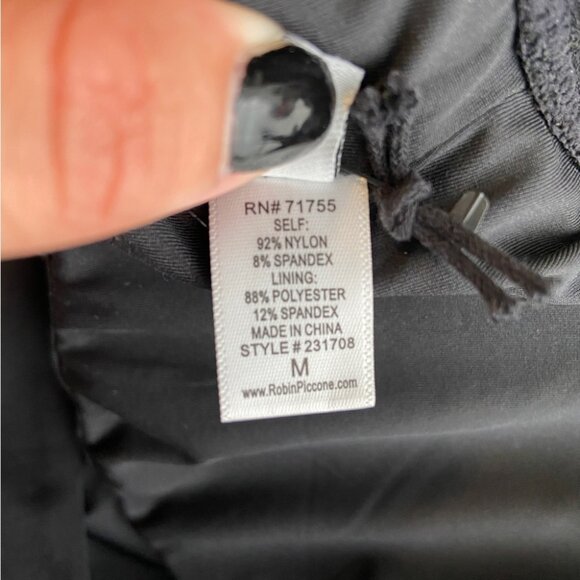 RN# 71755
SELF:
92% NYLON
8% SPANDEX
LINING:
88% POLYESTER
12% SPANDEX
MADE IN CHINA
STYLE # 231708
M
www.RobinPiccone.com